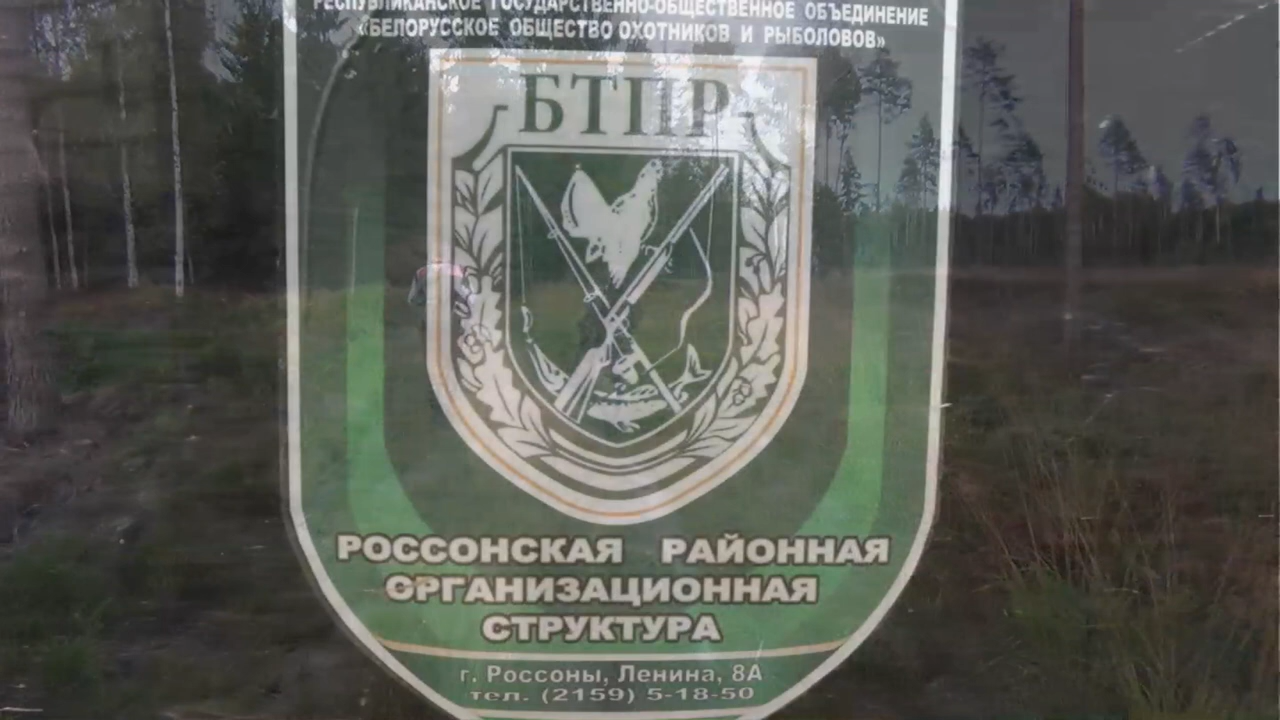 РЕСПУБЛИКАНСКОЕ ГОСУДАРСТВЕННО-ОБЩЕСТВЕННОЕ ОБЪЕДИНЕНИЕ
«БЕЛОРУССКОЕ ОБЩЕСТВО ОХОТНИКОВ И РЫБОЛОВОВ»
БТПР
РОССОНСКАЯ РАЙОННАЯ
ОРГАНИЗАЦИОННАЯ
СТРУКТУРА
г. Россоны, Ленина, 8А
тел. (2159) 5-18-50